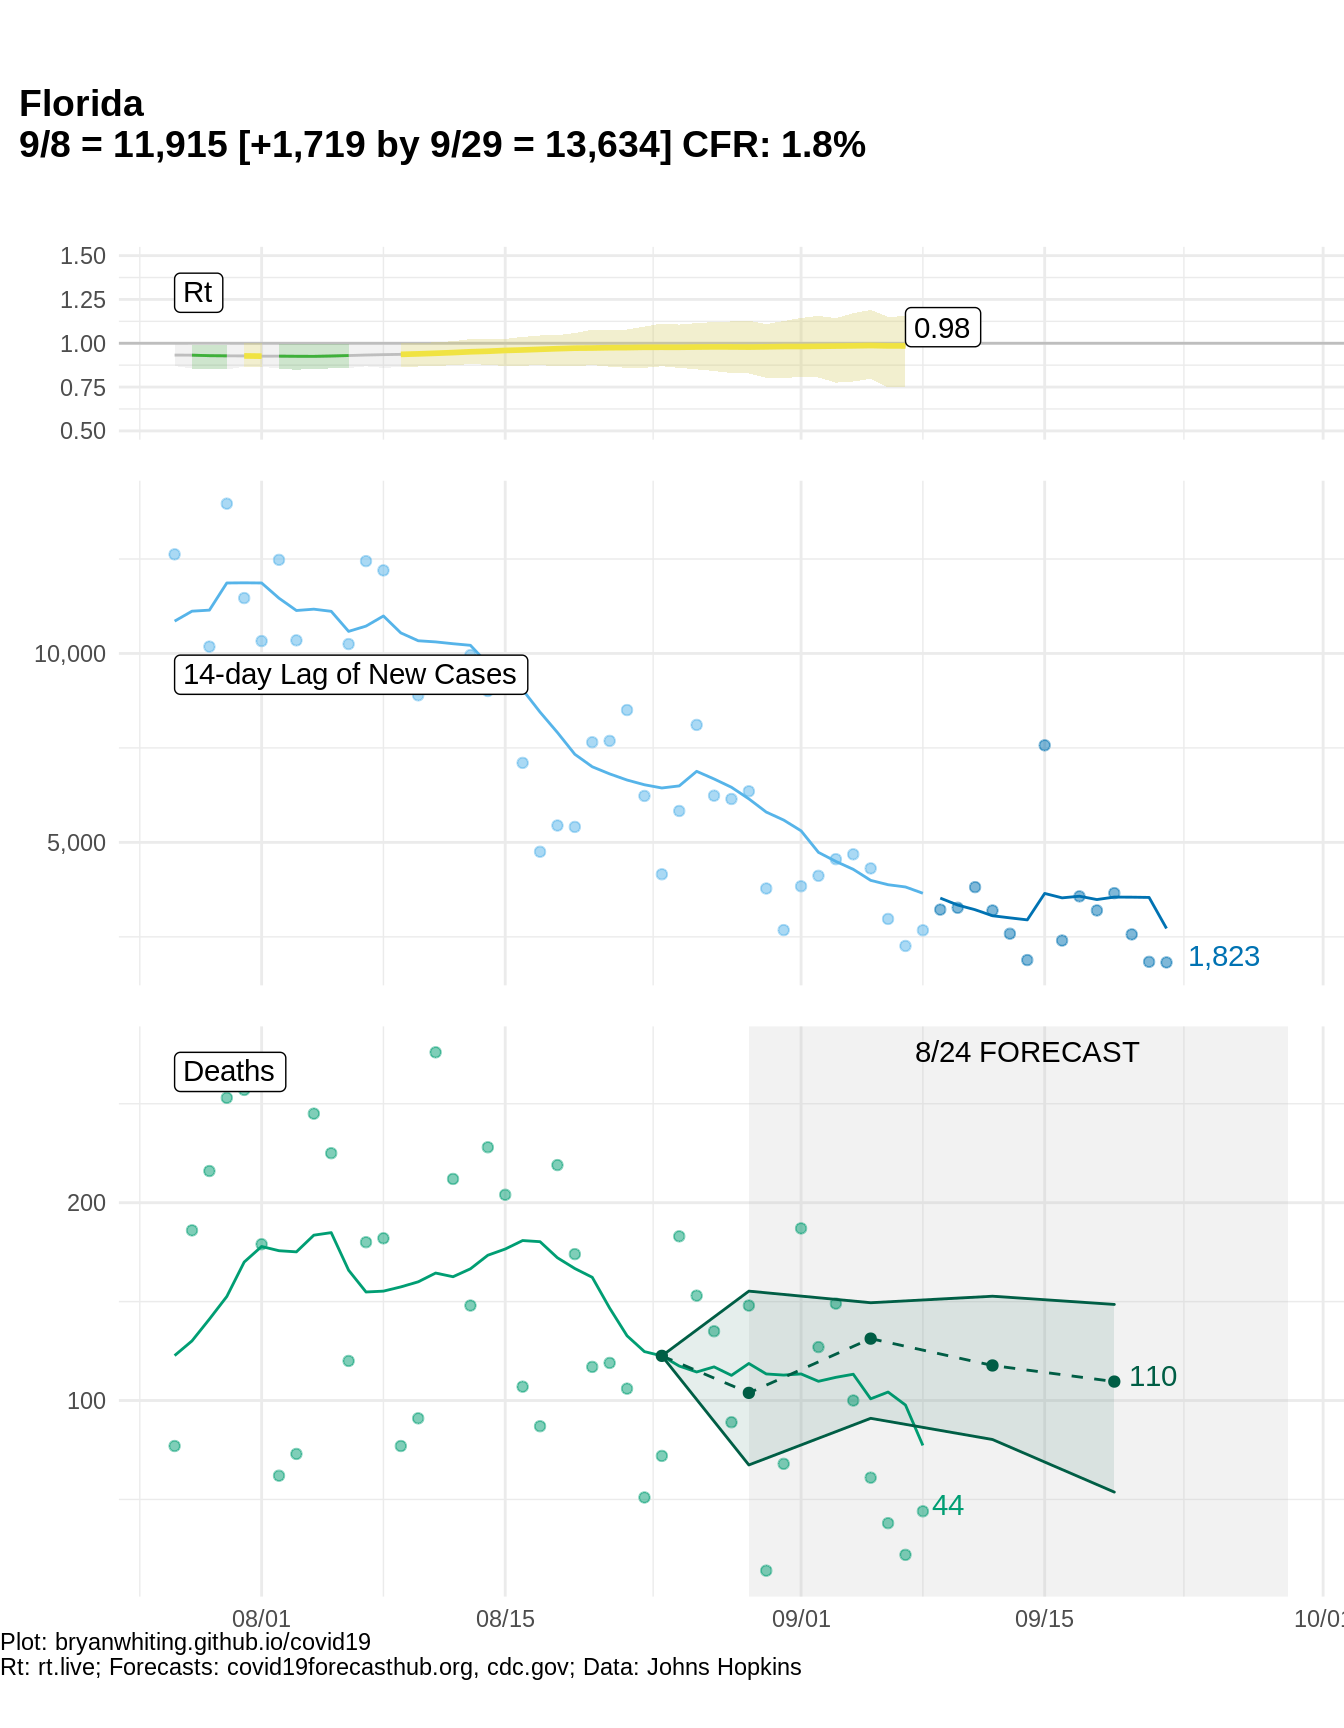 Florida
9/8 = 11,915 [+1,719 by 9/29 = 13,634] CFR: 1.8%
1.50
1.25
1.00
0.75
0.50
Rt
0.98
10,000
5,000
14-day Lag of New Cases
1,823
200
100
Deaths
8/24 FORECAST
110
44
08/01
08/15
09/01
09/15
10/01
Plot: bryanwhiting.github.io/covid19
Rt: rt.live; Forecasts: covid19forecasthub.org, cdc.gov; Data: Johns Hopkins